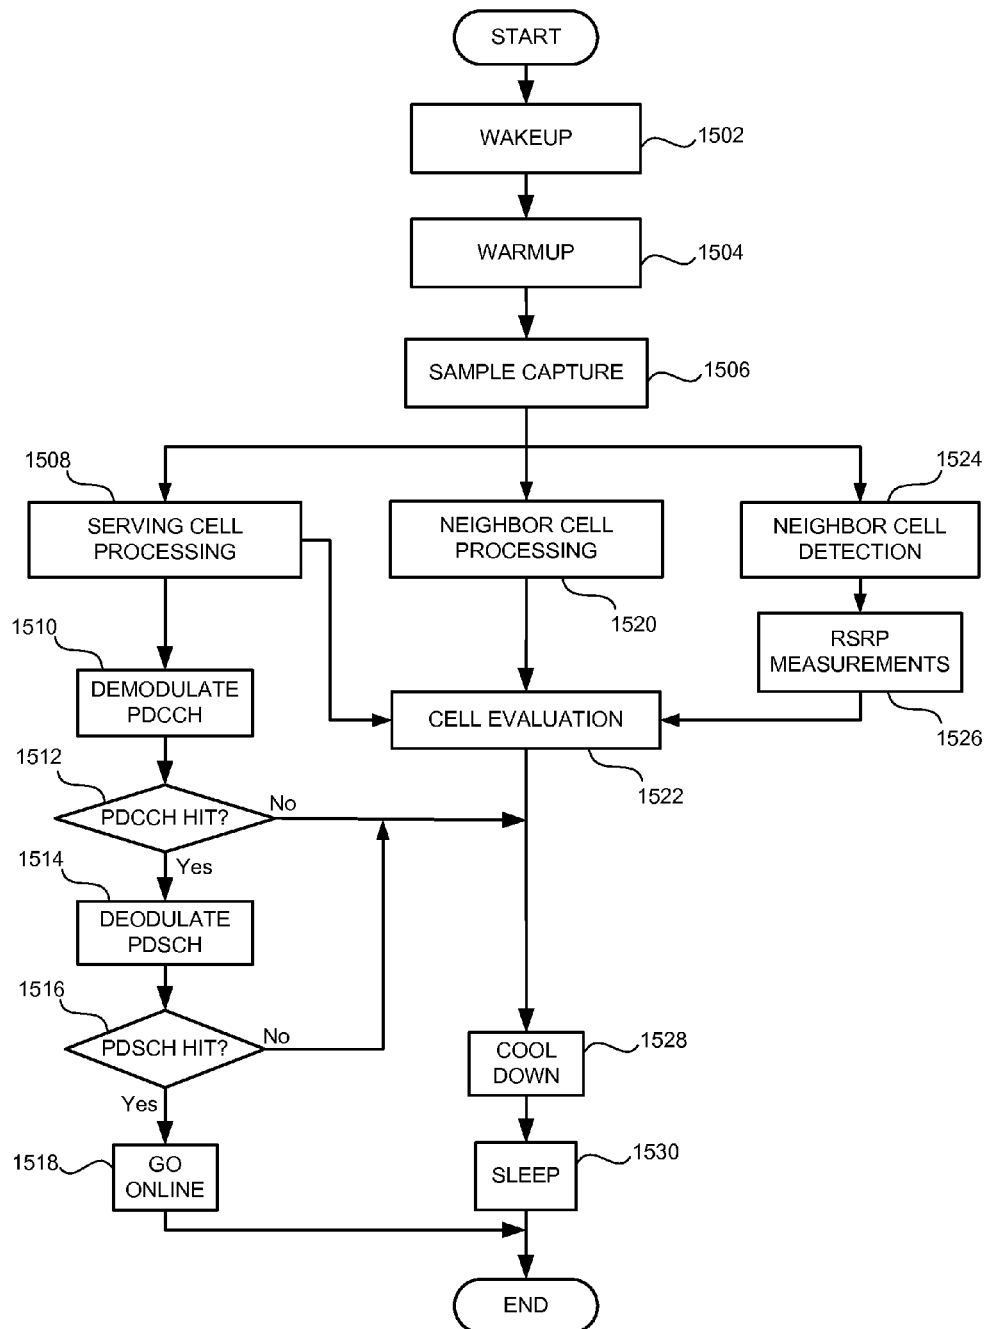 START
WAKEUP
1502
WARMUP
1504
SAMPLE CAPTURE
1506
1508
SERVING CELL
PROCESSING
NEIGHBOR CELL
PROCESSING
1520
1524
NEIGHBOR CELL
DETECTION
RSRP
MEASUREMENTS
1526
1510
DEMODULATE
PDCCH
CELL EVALUATION
1522
1512
PDCCH HIT?
No
Yes
1514
DEODULATE
PDSCH
1516
PDSCH HIT?
No
Yes
COOL
DOWN
1528
1518
GO
ONLINE
SLEEP
1530
END